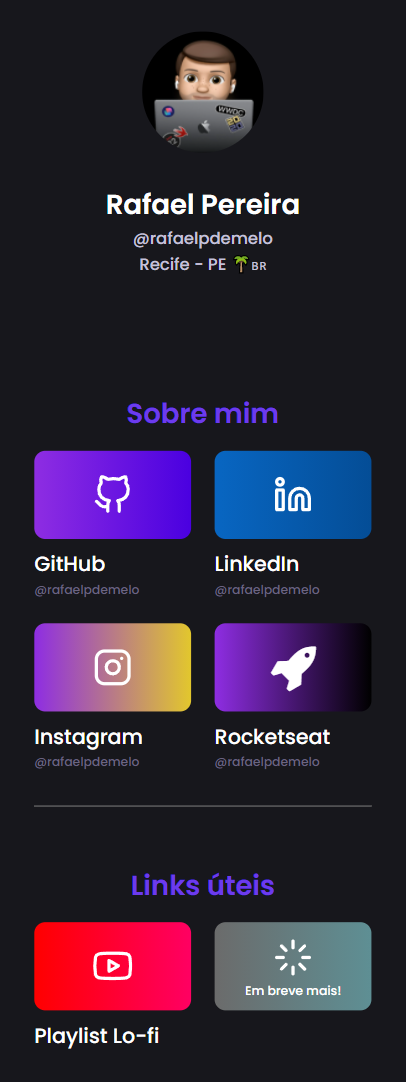 WWDC
Rafael Pereira
@rafaelpdemelo
Recife - PE 🌴 BR
Sobre mim
GitHub
LinkedIn
@rafaelpdemelo
@rafaelpdemelo
Instagram
Rocketseat
@rafaelpdemelo
@rafaelpdemelo
Links úteis
Em breve mais!
Playlist Lo-fi